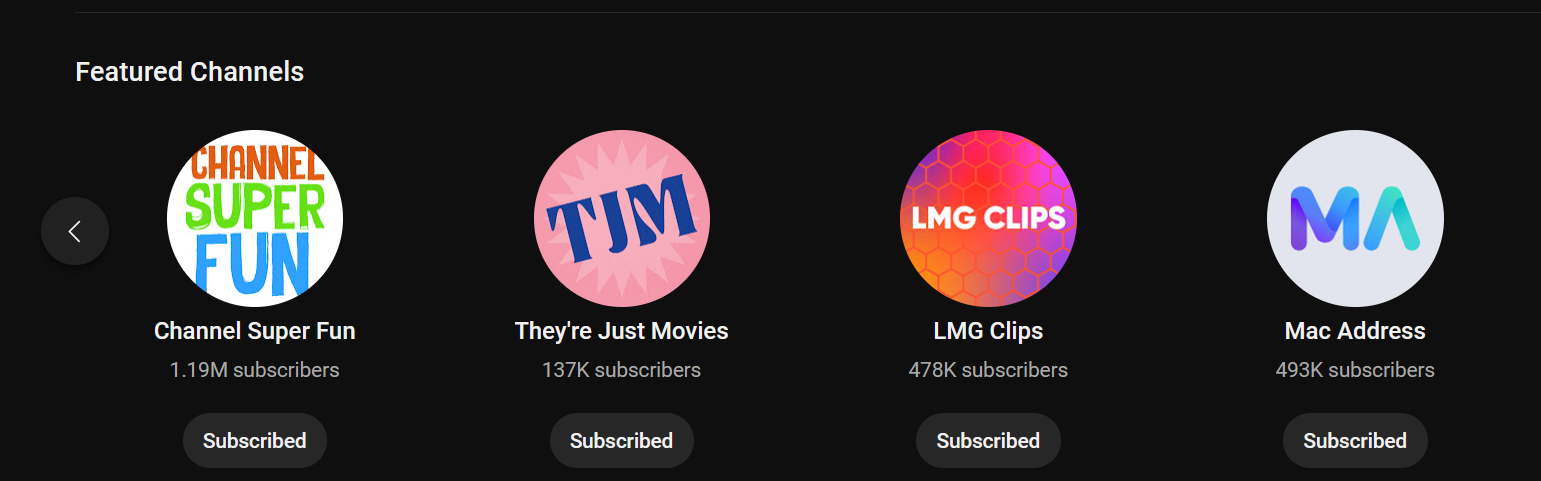 Featured Channels
CHANNEL
SUPER
FUN
TJM
LMG CLIPS
MA
Channel Super Fun
They're Just Movies
LMG Clips
Mac Address
1.19M subscribers
137K subscribers
478K subscribers
493K subscribers
Subscribed
Subscribed
Subscribed
Subscribed